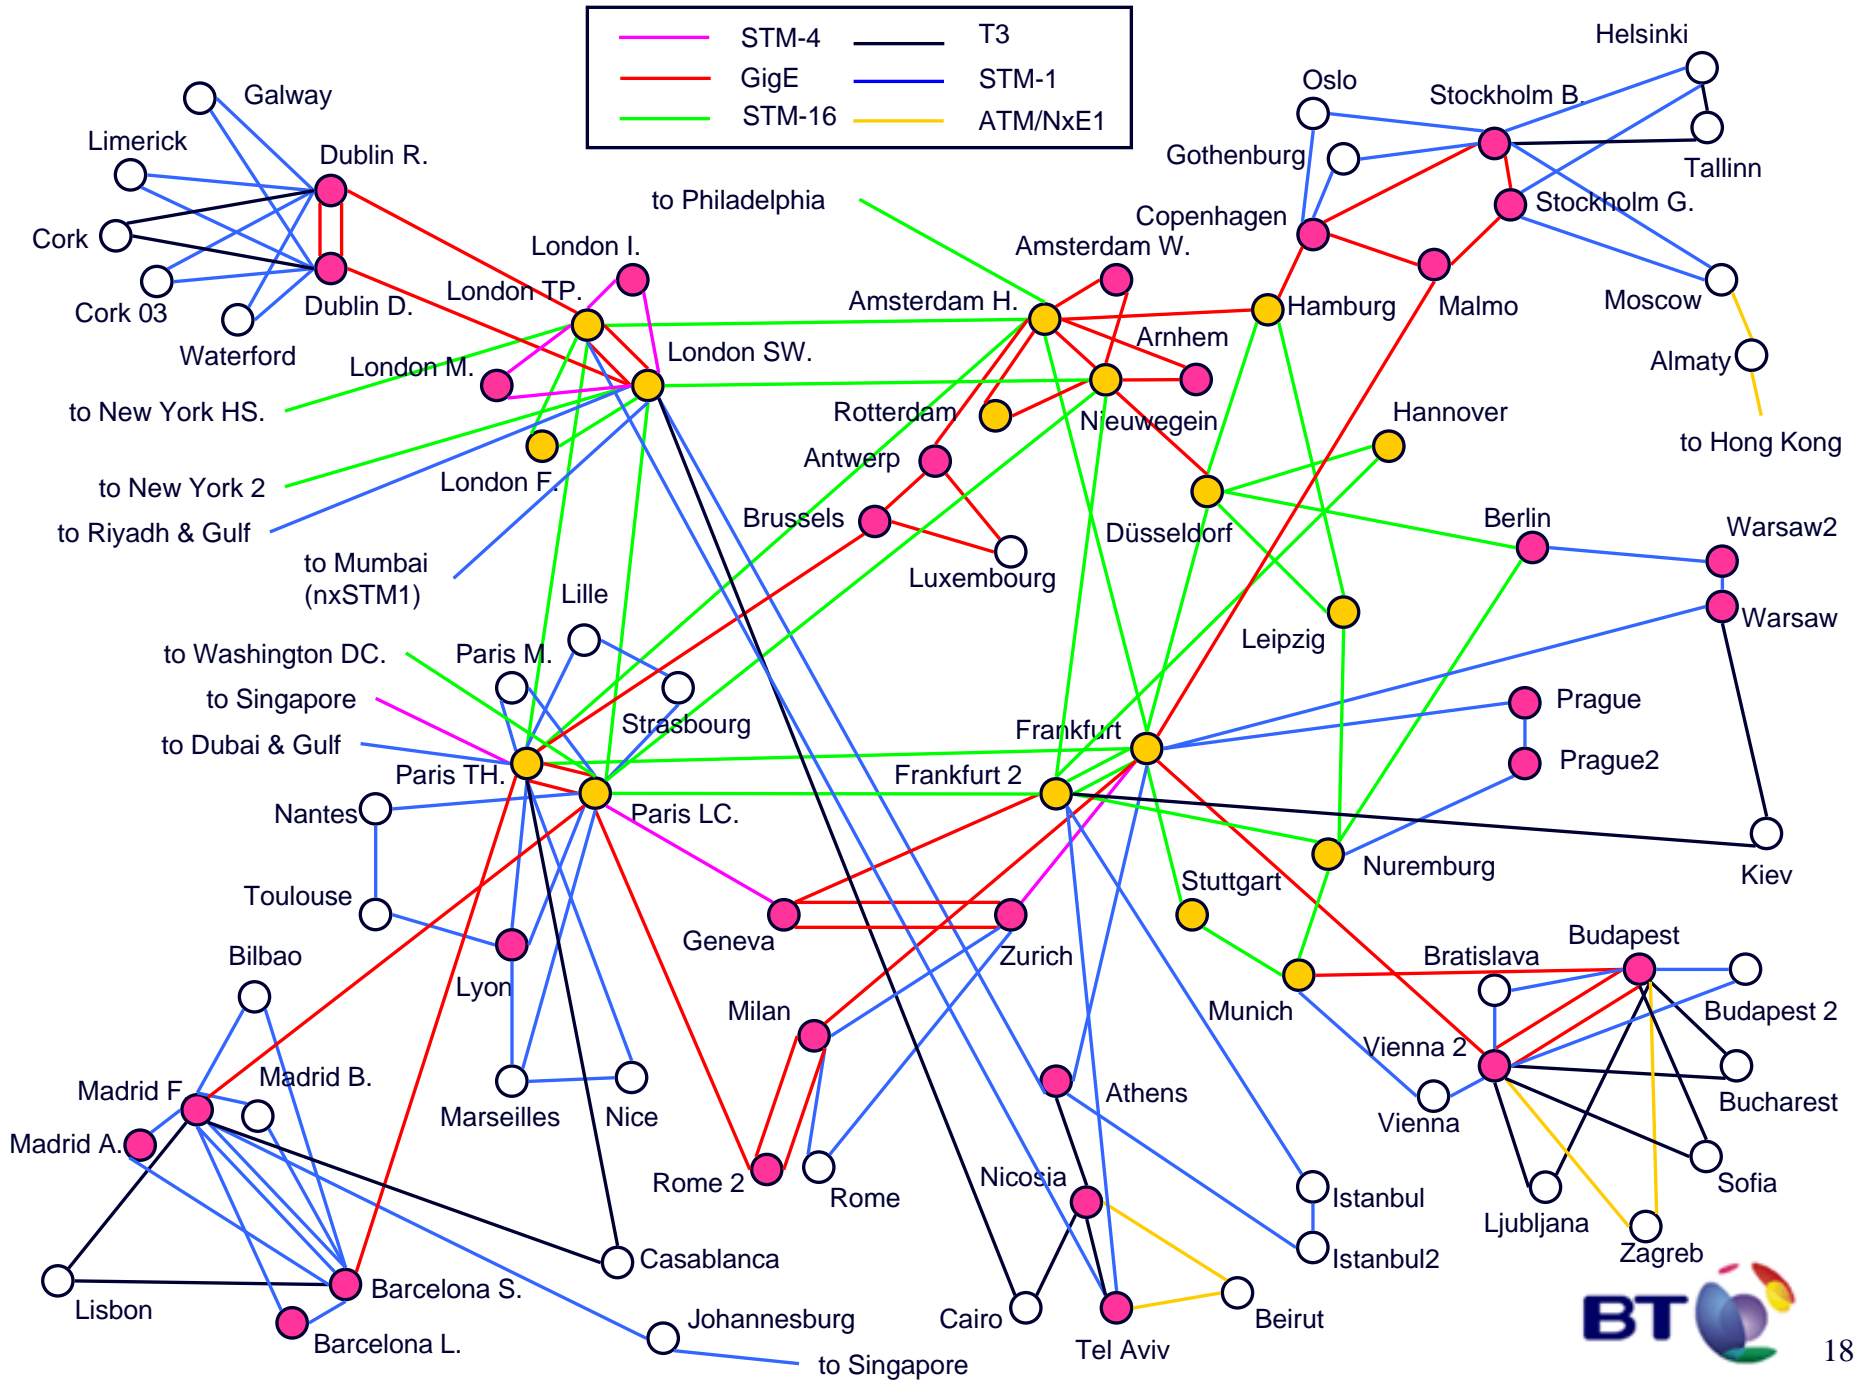 STM-4
T3
GigE
STM-1
STM-16
ATM/NxE1
Helsinki
Oslo
Stockholm B.
Galway
Limerick
Dublin R.
Gothenburg
Tallinn
to Philadelphia
Stockholm G.
Copenhagen
Cork
London I.
Amsterdam W.
London TP.
Amsterdam H.
Hamburg
Malmo
Moscow
Cork 03
Dublin D.
Waterford
London M.
London SW.
Arnhem
Almaty
to New York HS.
Rotterdam
Nieuwegein
Hannover
to Hong Kong
Antwerp
to New York 2
London F.
Brussels
Düsseldorf
Berlin
Warsaw2
to Riyadh & Gulf
to Mumbai
(nxSTM1)
Lille
Luxembourg
Warsaw
Leipzig
to Washington DC.
Paris M.
to Singapore
Strasbourg
Prague
to Dubai & Gulf
Frankfurt
Paris TH.
Frankfurt 2
Prague2
Nantes
Paris LC.
Nuremburg
Kiev
Toulouse
Stuttgart
Geneva
Zurich
Bratislava
Budapest
Bilbao
Lyon
Milan
Munich
Budapest 2
Vienna 2
Madrid F.
Madrid B.
Marseilles
Nice
Athens
Vienna
Bucharest
Madrid A.
Rome 2
Rome
Nicosia
Istanbul
Ljubljana
Sofia
Casablanca
Istanbul2
Zagreb
Lisbon
Barcelona S.
Barcelona L.
Johannesburg
Cairo
Tel Aviv
Beirut
to Singapore
BT
18